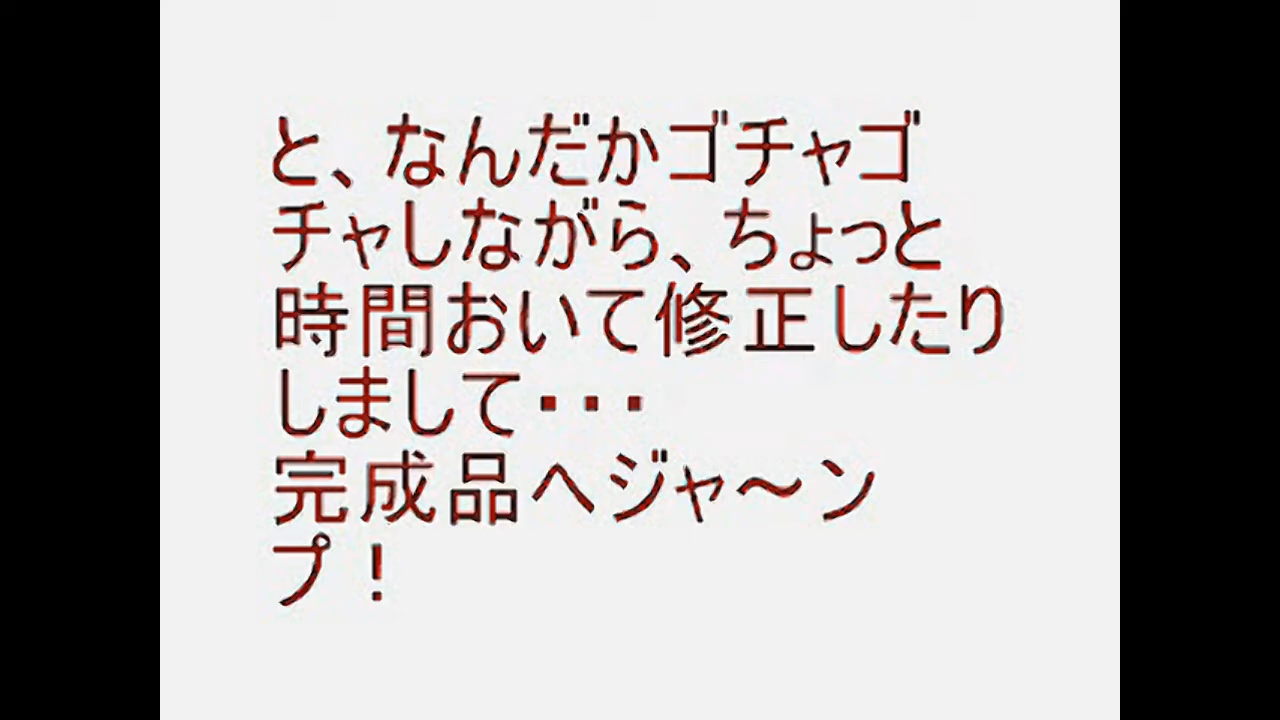 と、なんだかゴチャゴ
チャしながら、ちょっと
時間おいて修正したり
しまして・・・
完成品へジャ～ン
プ！